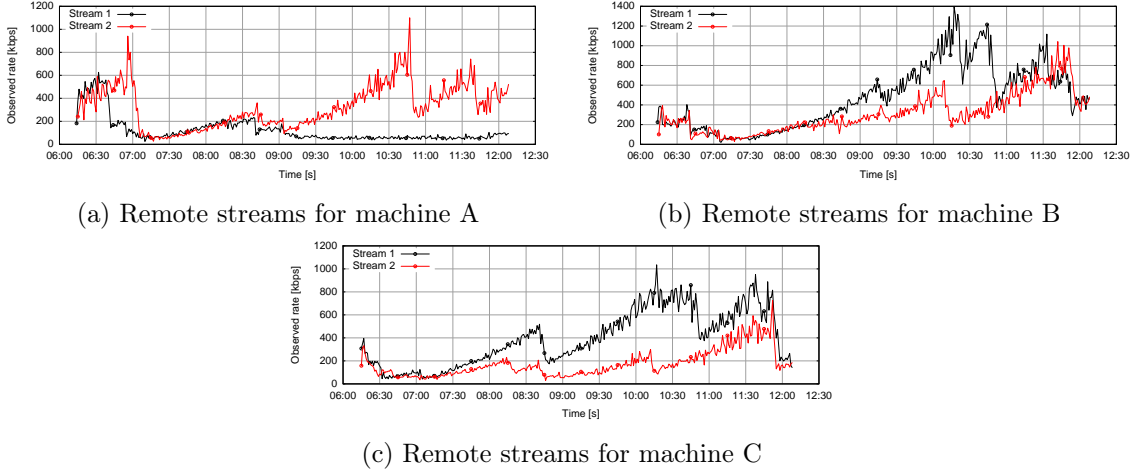 Stream 1
Stream 2
1200
1000
800
600
400
200
0
Observed rate [kbps]
06:00 06:30 07:00 07:30 08:00 08:30 09:00 09:30 10:00 10:30 11:00 11:30 12:00 12:30
Time [s]
(a) Remote streams for machine A
Stream 1
Stream 2
1400
1200
1000
800
600
400
200
0
Observed rate [kbps]
06:00 06:30 07:00 07:30 08:00 08:30 09:00 09:30 10:00 10:30 11:00 11:30 12:00 12:30
Time [s]
(b) Remote streams for machine B
Stream 1
Stream 2
1200
1000
800
600
400
200
0
Observed rate [kbps]
06:00 06:30 07:00 07:30 08:00 08:30 09:00 09:30 10:00 10:30 11:00 11:30 12:00 12:30
Time [s]
(c) Remote streams for machine C